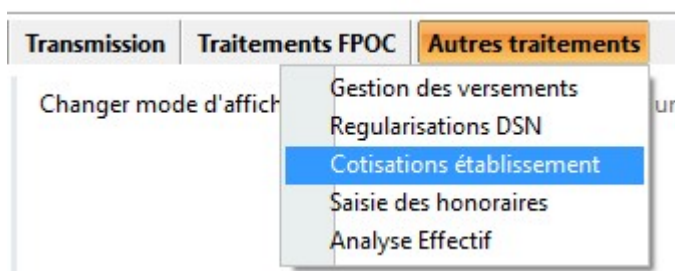 Transmission Traitements FPOC Autres traitements
Gestion des versements
Changer mode d'affich
Regularisations DSN
Cotisations établissement
Saisie des honoraires
Analyse Effectif